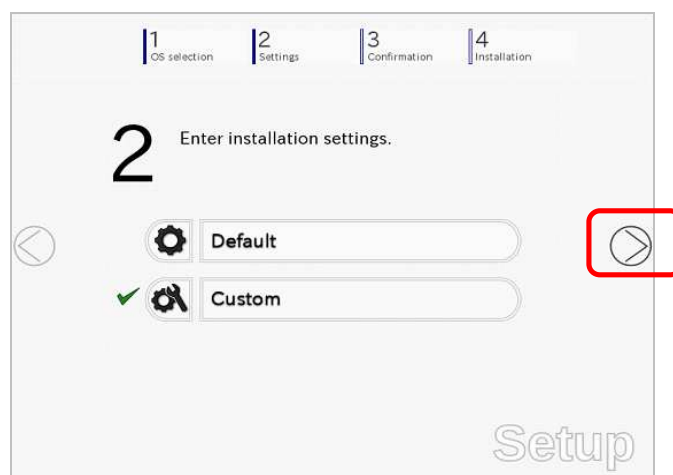 1 2 3 4
OS selection Settings Confirmation Installation
2 Enter installation settings.
Default
Custom
Setup